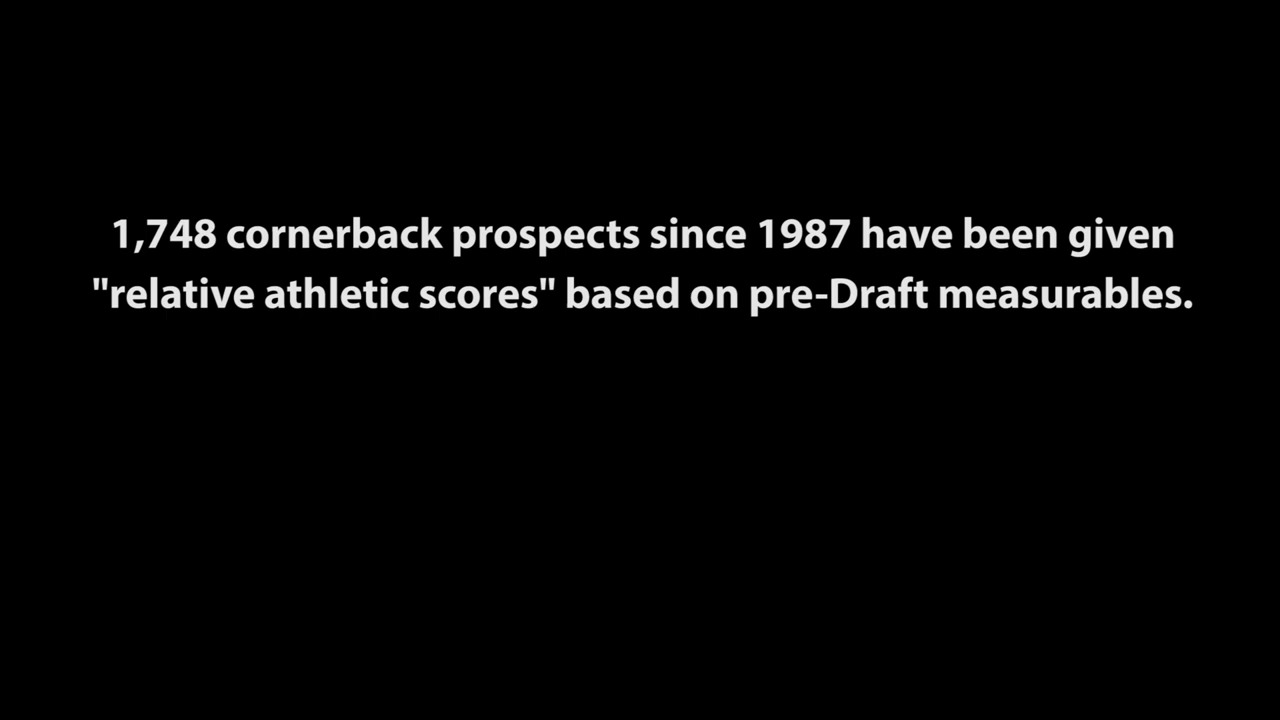 1,748 cornerback prospects since 1987 have been given
"relative athletic scores" based on pre-Draft measurables.